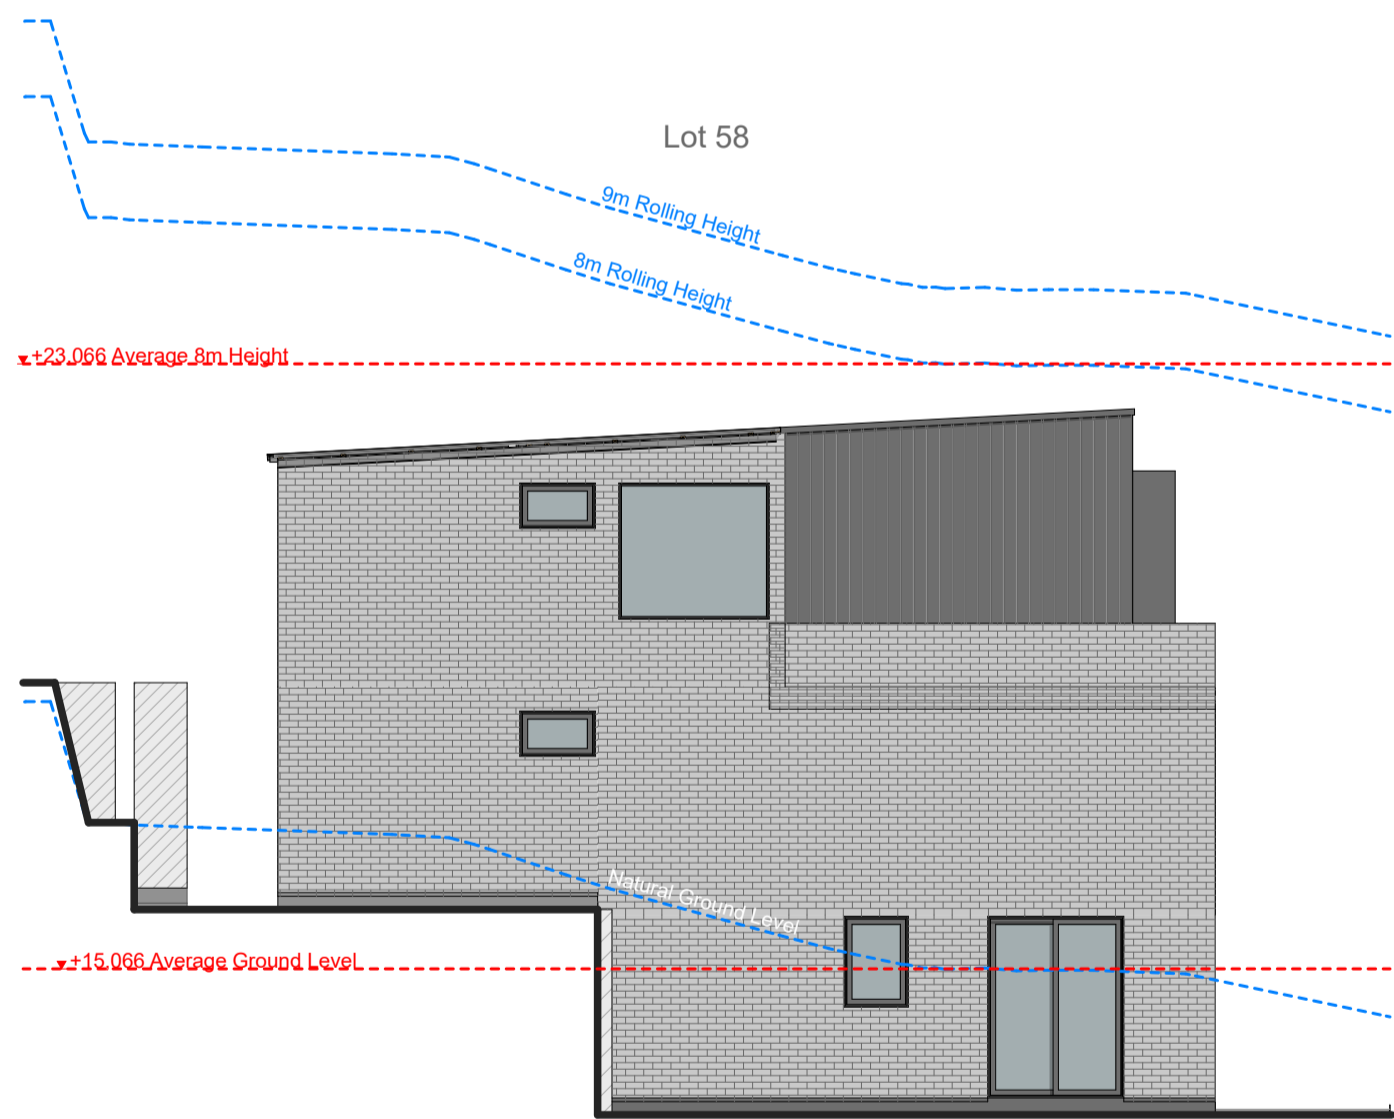 Lot 58
9m Rolling Height
8m Rolling Height
+23.066 Average 8m Height
Natural Ground Level
+15.066 Average Ground Level